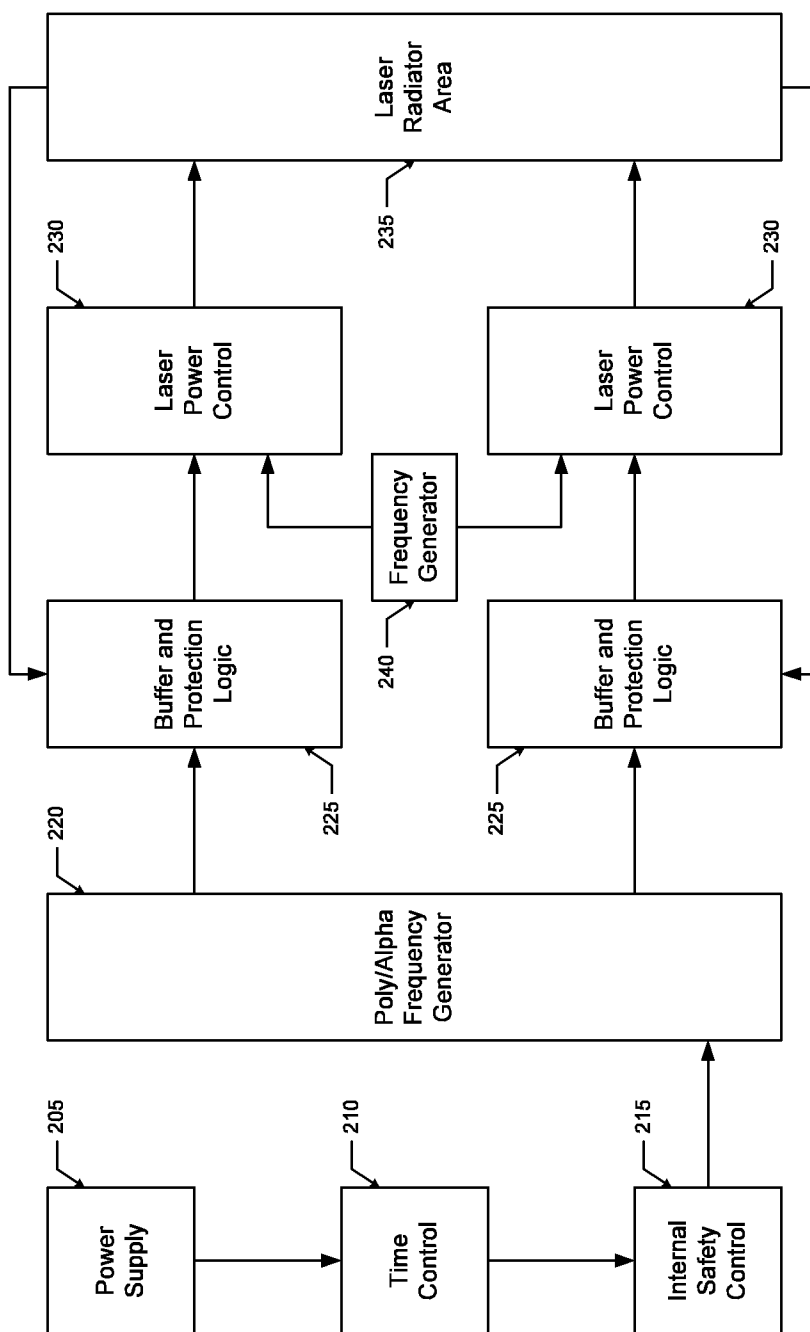 205
Power
Supply
210
Time
Control
215
Internal
Safety
Control
220
Poly/Alpha
Frequency
Generator
Buffer and
Protection
Logic
225
225
Buffer and
Protection
Logic
240
Frequency
Generator
230
Laser
Power
Control
Laser
Power
Control
230
235
Laser
Radiator
Area